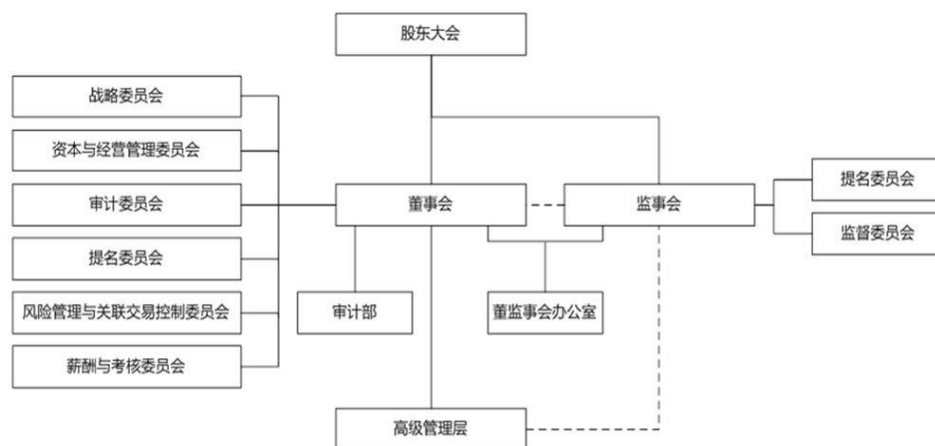 股东大会
战略委员会
资本与经营管理委员会
审计委员会
提名委员会
风险管理与关联交易控制委员会
薪酬与考核委员会
董事会
监事会
提名委员会
监督委员会
审计部
董监事会办公室
高级管理层